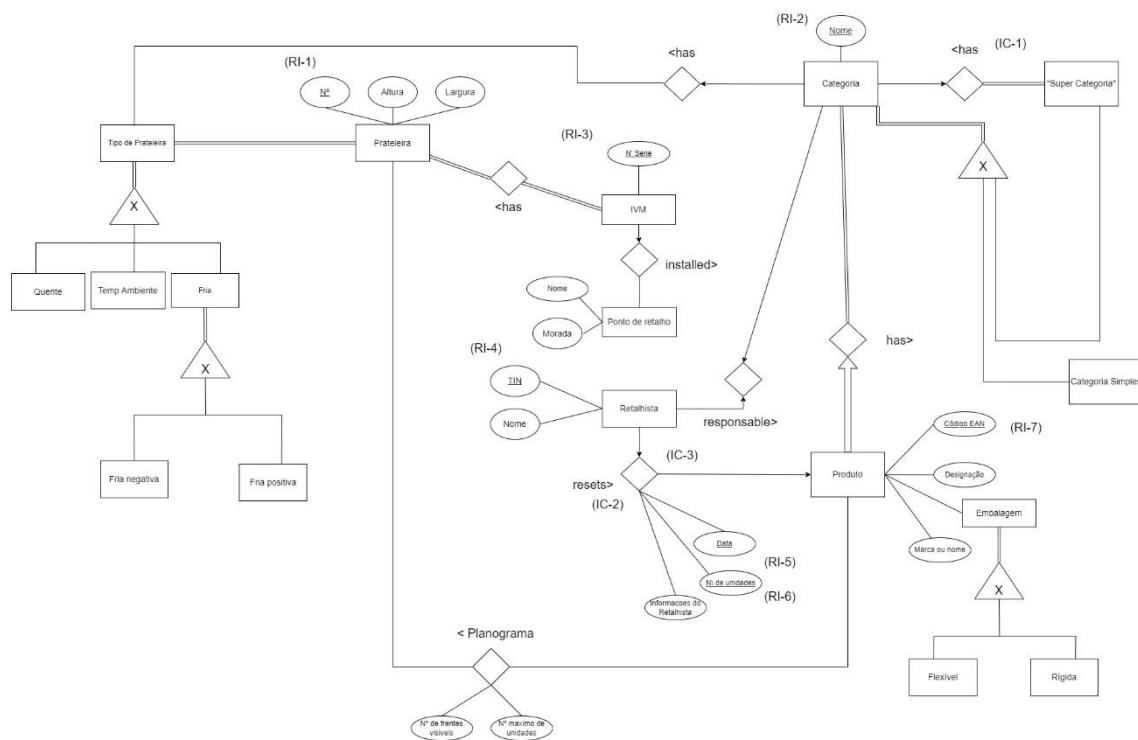 (RI-2)
Nome
<has
<has
(IC-1)
(RI-1)
Nº
Altura
Largura
Categoria
"Super Categoria"
Tipo de Prateleira
Prateleira
(RI-3)
N' Serie
X
X
<has
IVM
Quente
Temp Ambiente
Fria
installed>
Nome
Morada
Ponto de retalho
has>
X
(RI-4)
TIN
Nome
Retalhista
responsable>
Categoria Simples
Código EAN
(RI-7)
Fria negativa
Fria positiva
(IC-3)
resets>
(IC-2)
Produto
Designação
Embalagem
Marca ou nome
Data
(RI-5)
de unidades
(RI-6)
Informacoes do
Retalhista
X
< Planograma
Flexível
Rígida
Nº de frentes
visíveis
Nº maximo de
unidades